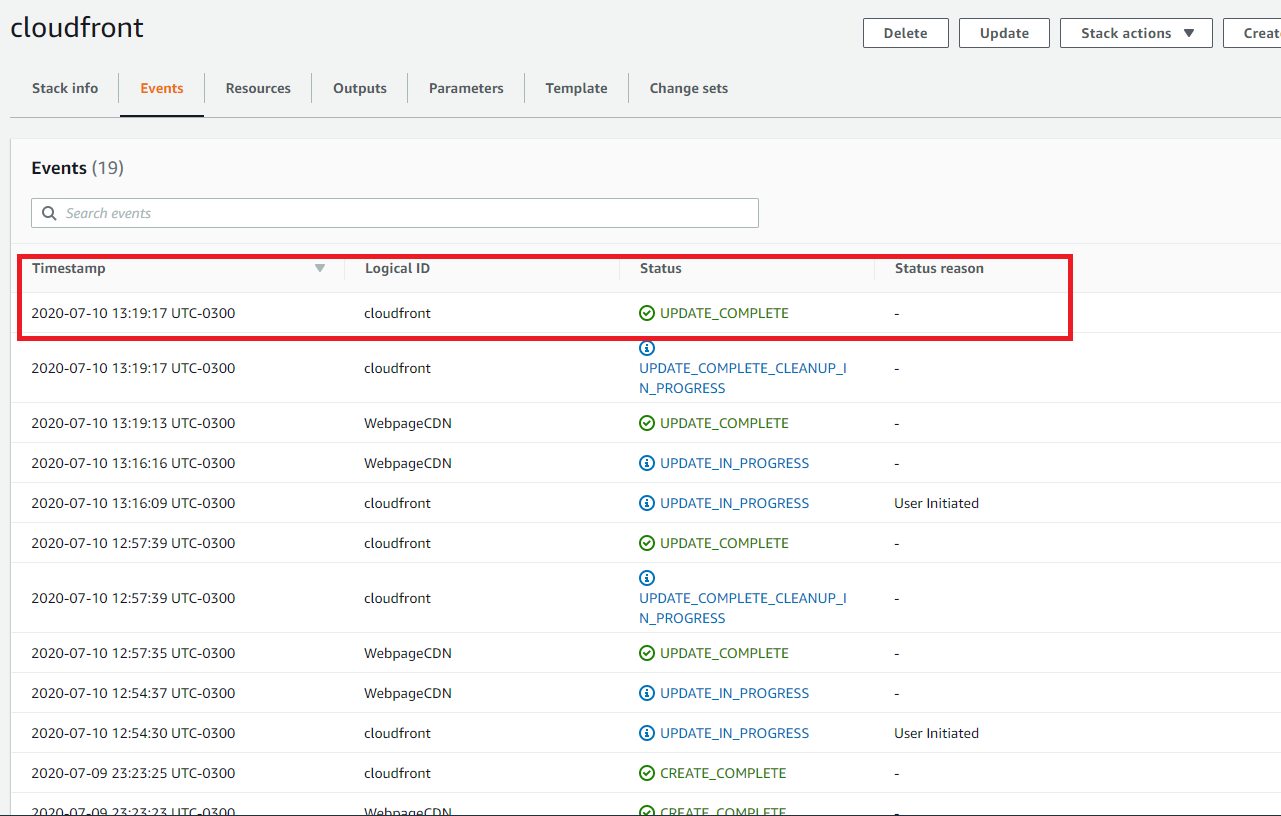 cloudfront
Delete Update Stack actions Create
Stack info Events Resources Outputs Parameters Template Change sets
Events (19)
Search events
Timestamp Logical ID Status Status reason
2020-07-10 13:19:17 UTC-0300 cloudfront UPDATE_COMPLETE -
2020-07-10 13:19:17 UTC-0300 cloudfront UPDATE_COMPLETE_CLEANUP_I -
N_PROGRESS
2020-07-10 13:19:13 UTC-0300 WebpageCDN UPDATE_COMPLETE -
2020-07-10 13:16:16 UTC-0300 WebpageCDN UPDATE_IN_PROGRESS -
2020-07-10 13:16:09 UTC-0300 cloudfront UPDATE_IN_PROGRESS User Initiated
2020-07-10 12:57:39 UTC-0300 cloudfront UPDATE_COMPLETE -
2020-07-10 12:57:39 UTC-0300 cloudfront UPDATE_COMPLETE_CLEANUP_I -
N_PROGRESS
2020-07-10 12:57:35 UTC-0300 WebpageCDN UPDATE_COMPLETE -
2020-07-10 12:54:37 UTC-0300 WebpageCDN UPDATE_IN_PROGRESS -
2020-07-10 12:54:30 UTC-0300 cloudfront UPDATE_IN_PROGRESS User Initiated
2020-07-09 23:23:25 UTC-0300 cloudfront CREATE_COMPLETE -
2020-07-09 23:23:23 UTC-0300 WebpageCDN CREATE_COMPLETE -